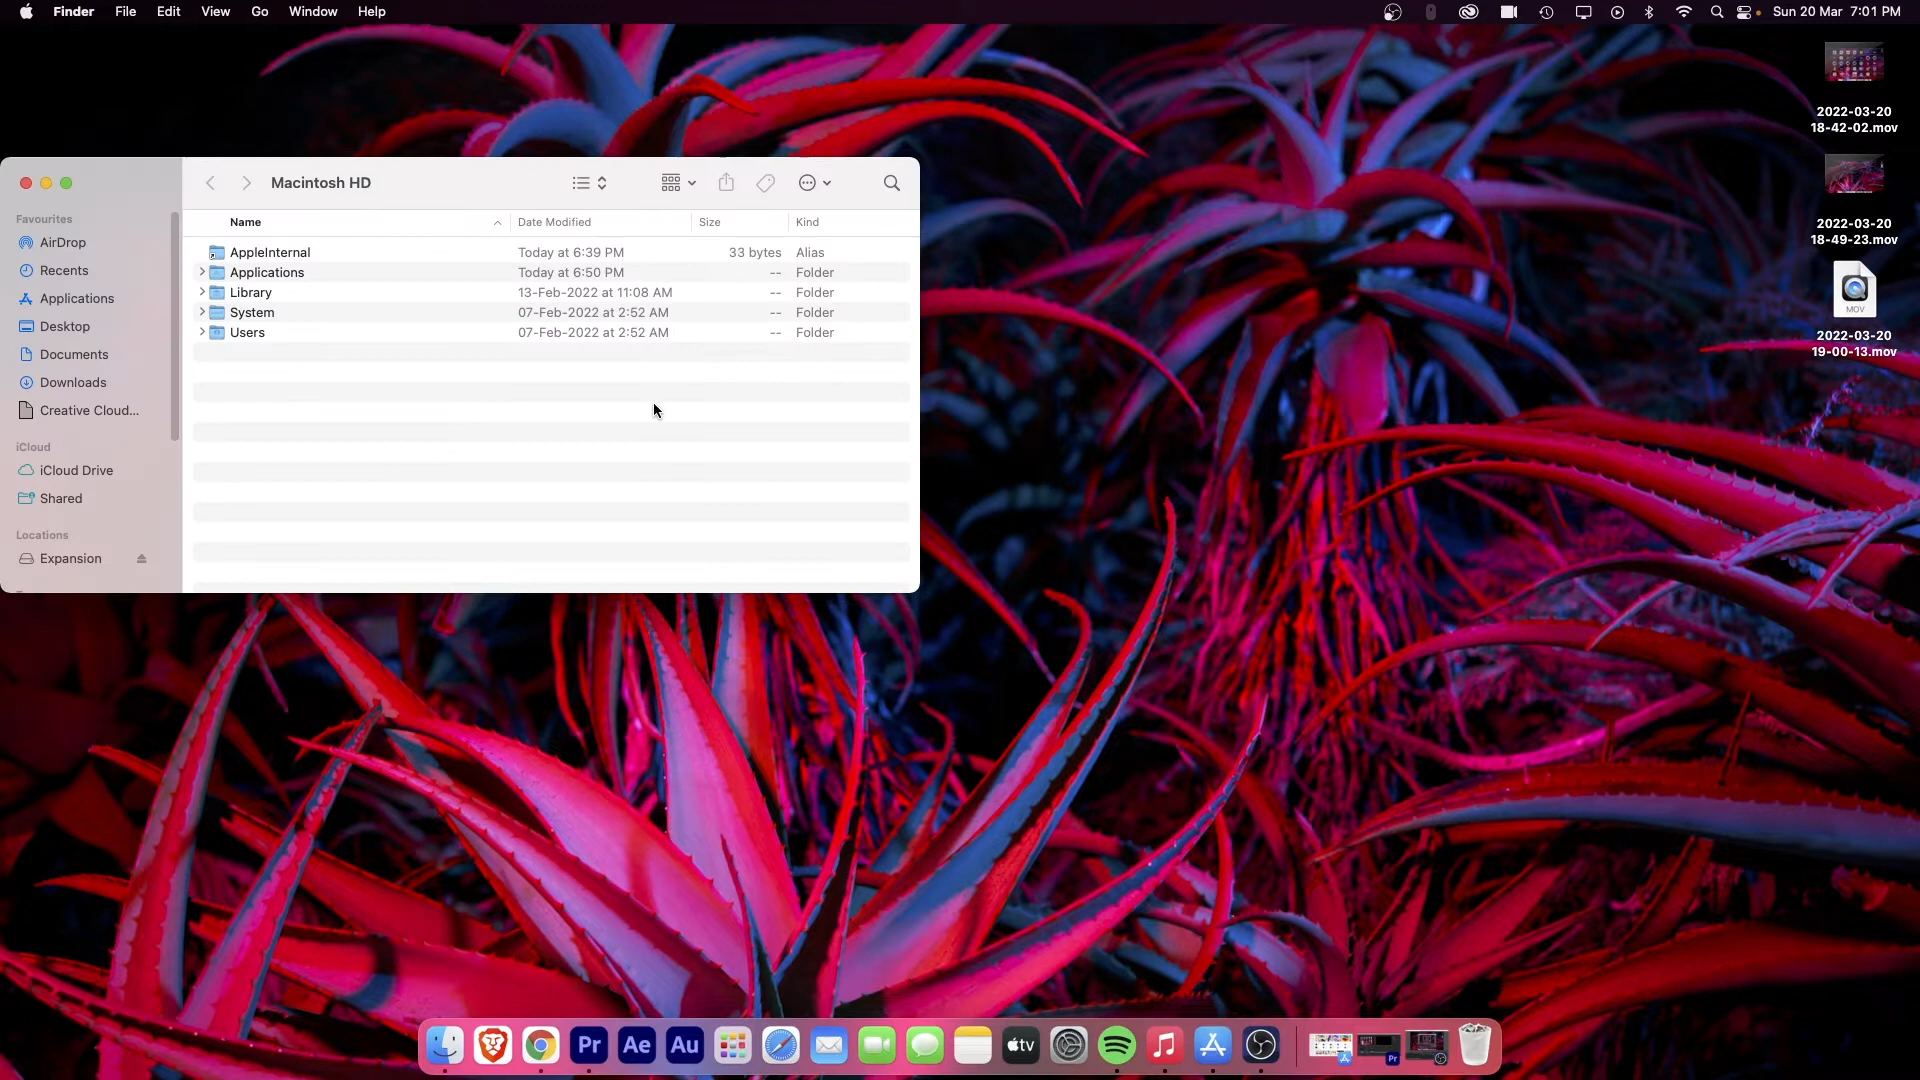 Finder File Edit View Go Window Help
Sun 20 Mar 7:01 PM
2022-03-20
18-42-02.mov
2022-03-20
18-49-23.mov
MOV
2022-03-20
19-00-13.mov
Macintosh HD
Favourites
AirDrop
Recents
Applications
Desktop
Documents
Downloads
Creative Cloud...
iCloud
iCloud Drive
Shared
Locations
Expansion
Name Date Modified Size Kind
AppleInternal Today at 6:39 PM 33 bytes Alias
Applications Today at 6:50 PM -- Folder
Library 13-Feb-2022 at 11:08 AM -- Folder
System 07-Feb-2022 at 2:52 AM -- Folder
Users 07-Feb-2022 at 2:52 AM -- Folder
Pr Ae Au tv Pr